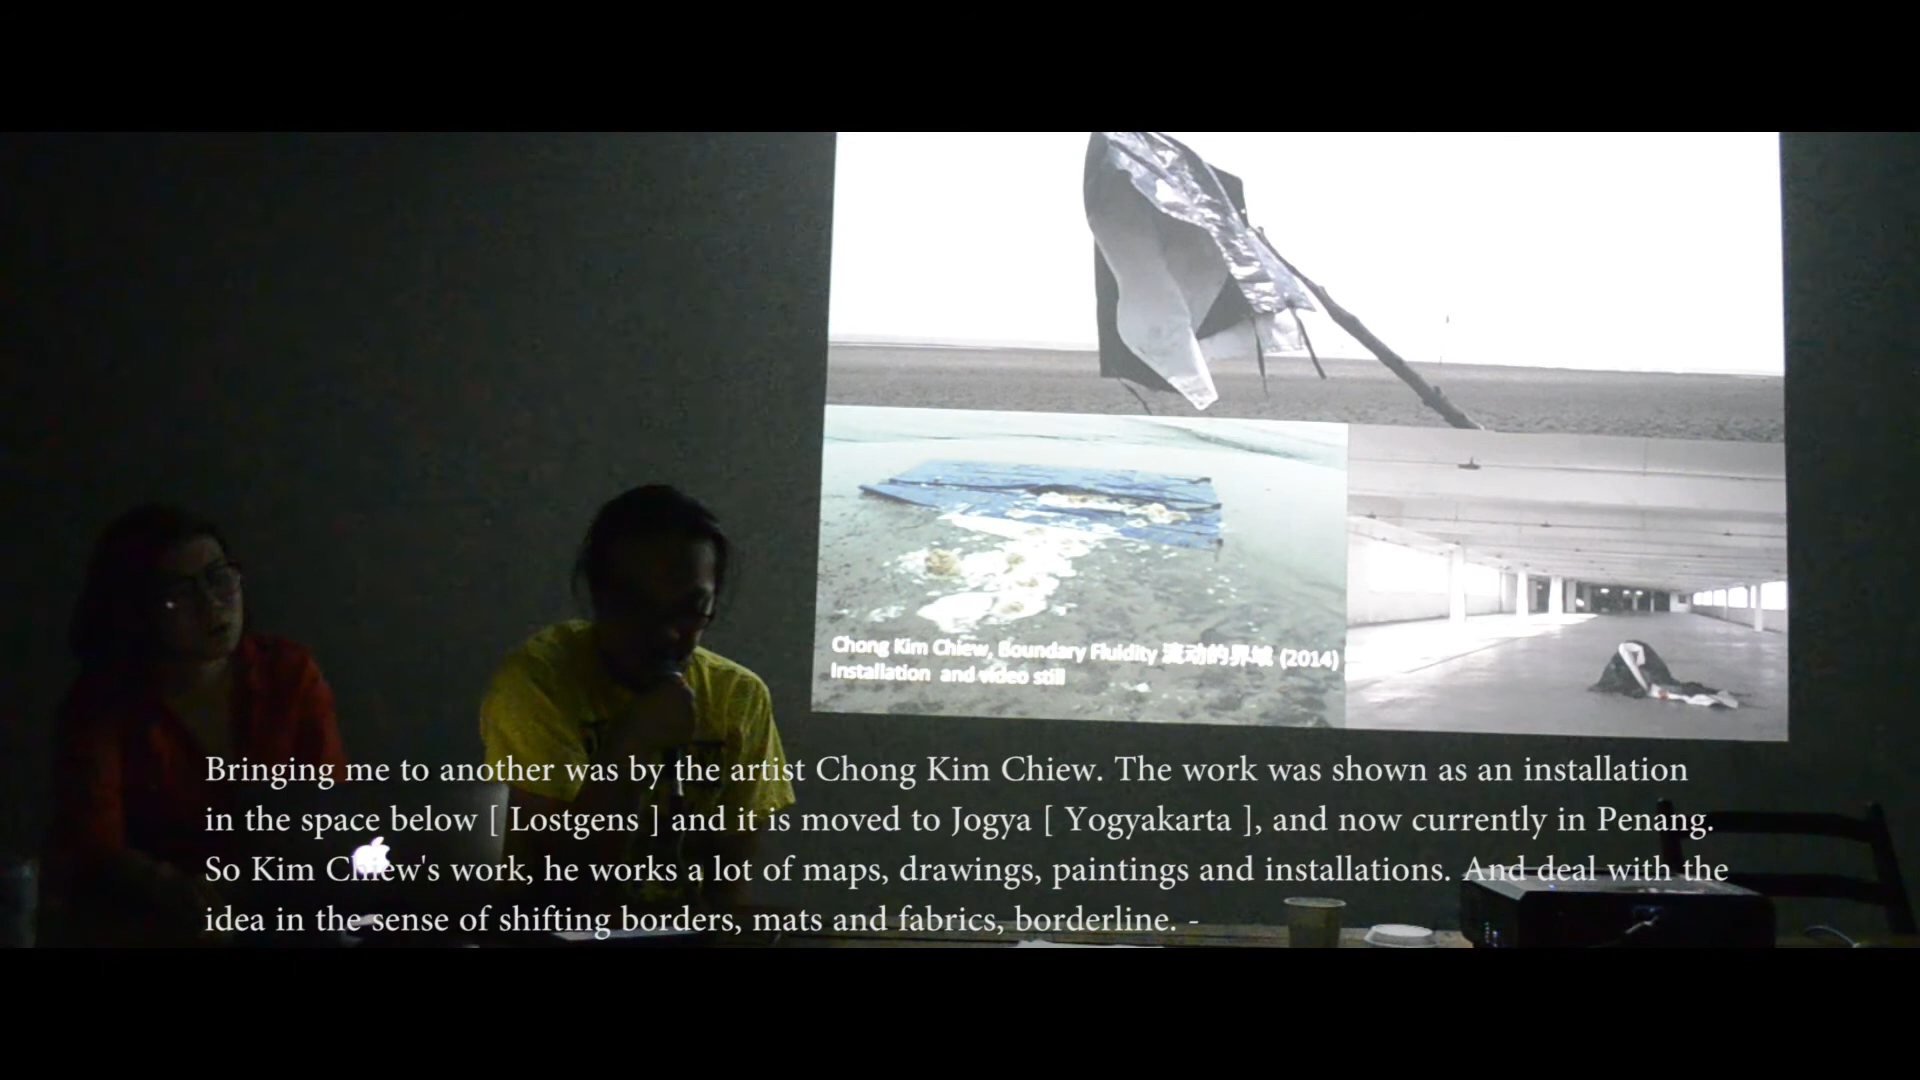 Chong Kim Chiew, Boundary Fluidity 流动的界域 (2014)
Installation and video still
Bringing me to another was by the artist Chong Kim Chiew. The work was shown as an installation
in the space below [ Lostgens ] and it is moved to Jogya [ Yogyakarta ], and now currently in Penang.
So Kim Chiew's work, he works a lot of maps, drawings, paintings and installations. And deal with the
idea in the sense of shifting borders, mats and fabrics, borderline. -